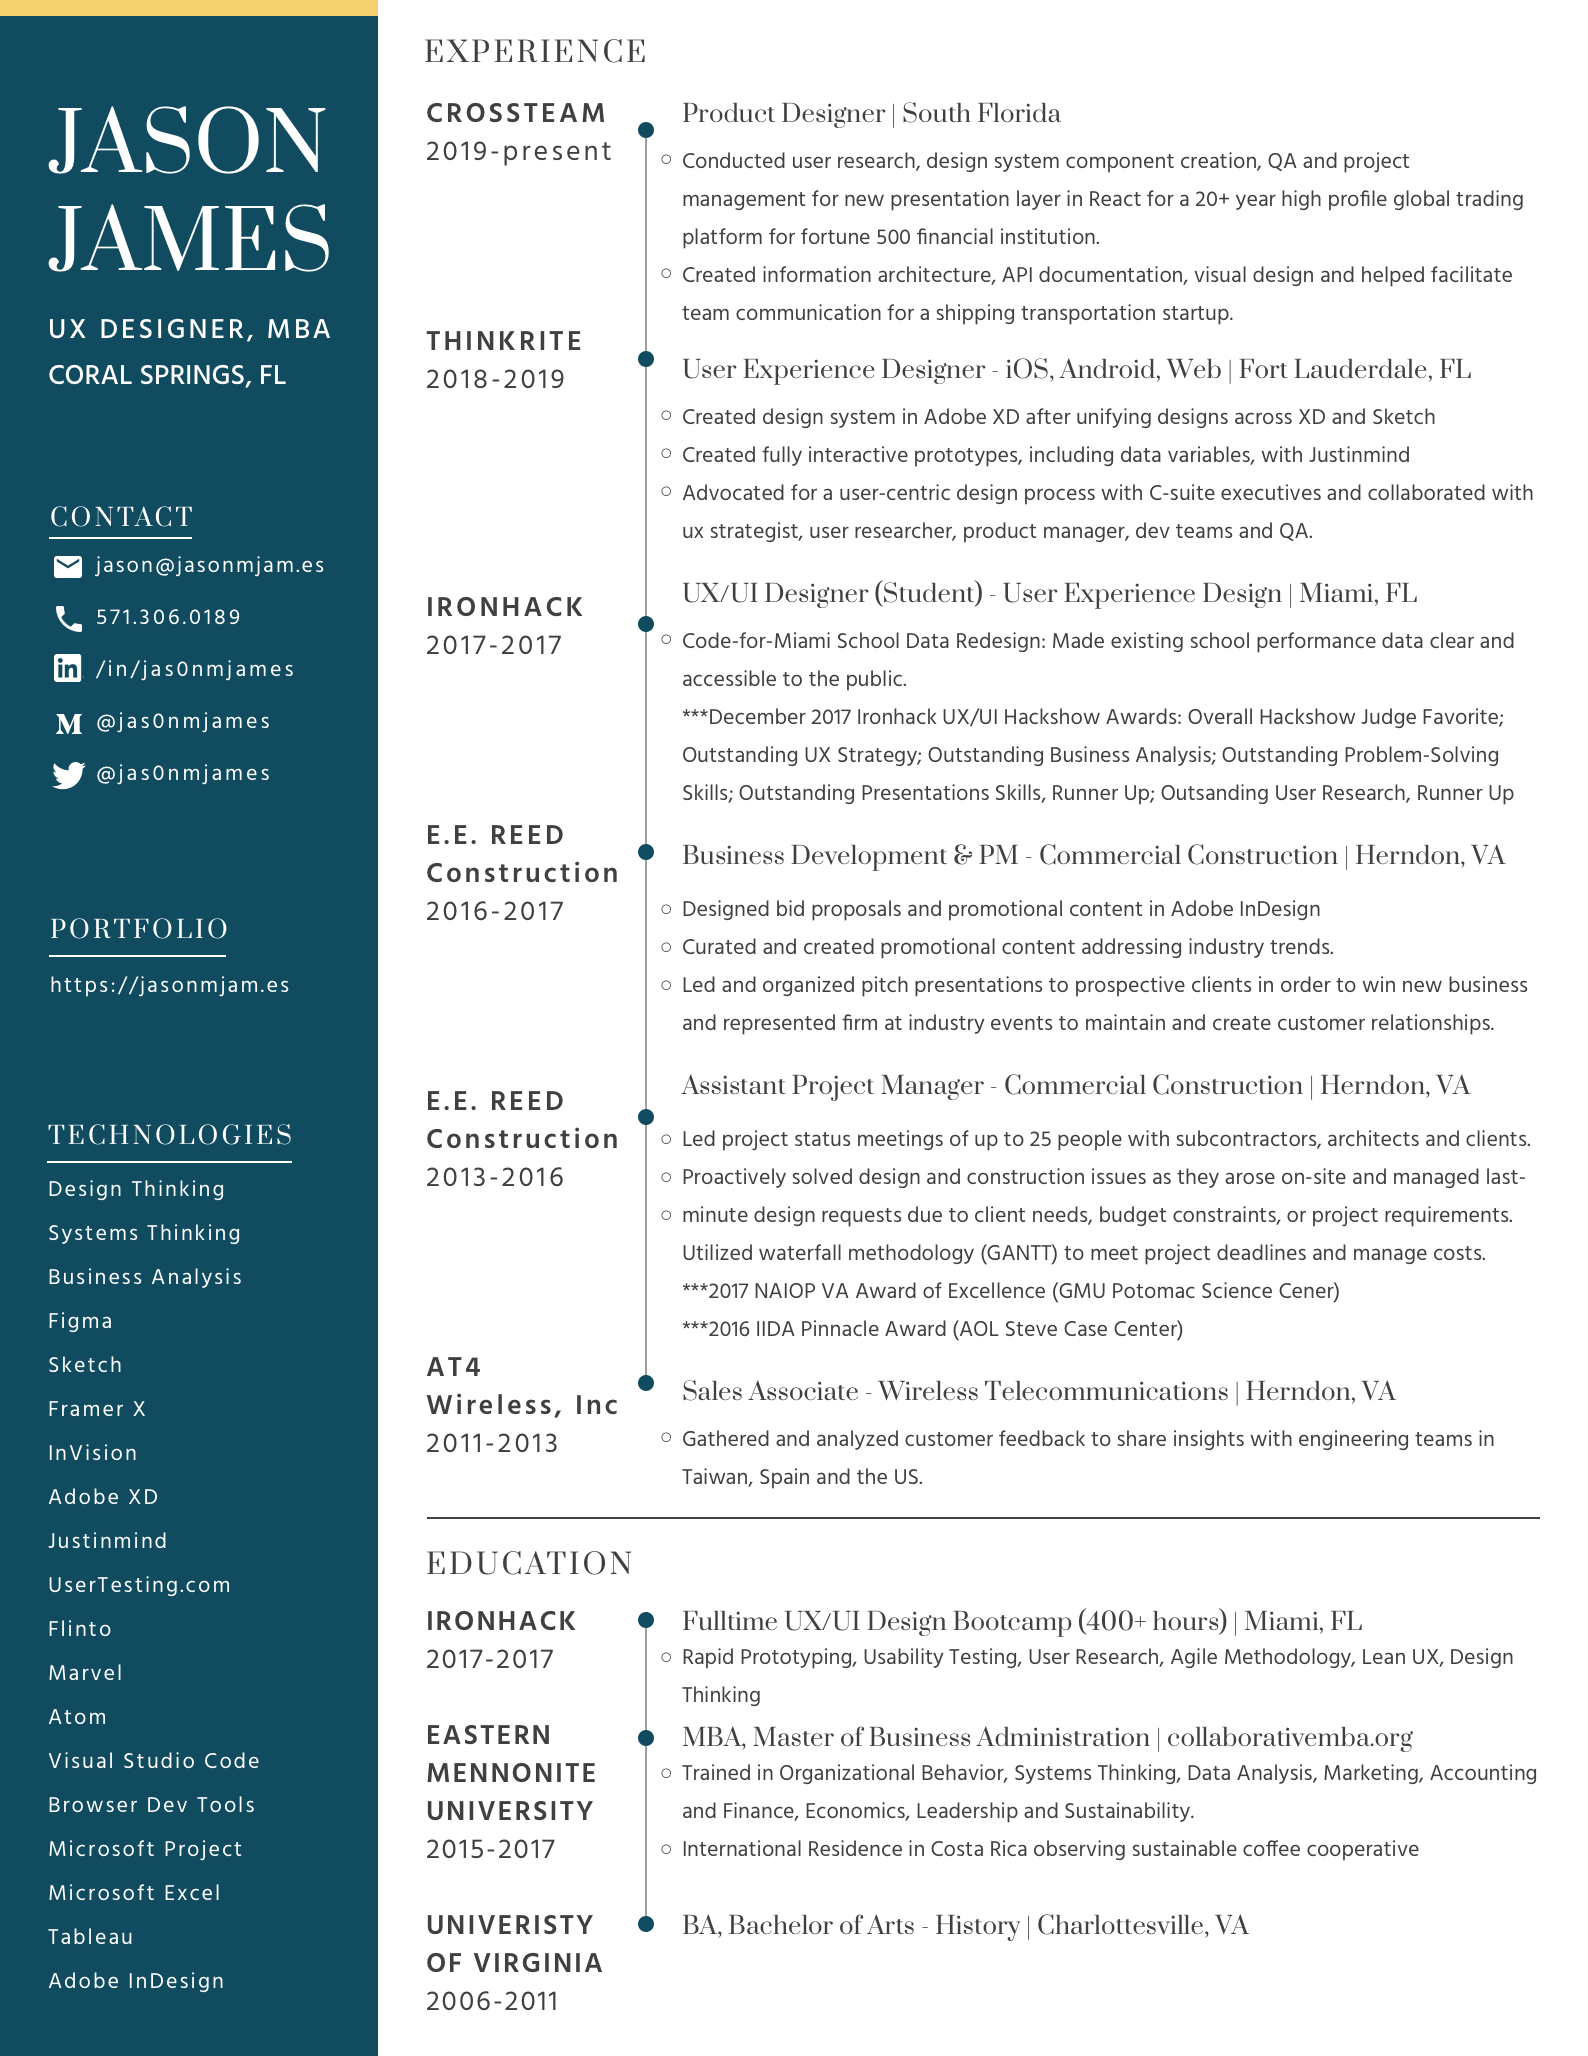 JASON
JAMES
UX DESIGNER, MBA
CORAL SPRINGS, FL
CONTACT
jason@jasonmjam.es
571.306.0189
/in/jas0nmjames
@jas0nmjames
@jas0nmjames
PORTFOLIO
https://jasonmjam.es
TECHNOLOGIES
Design Thinking
Systems Thinking
Business Analysis
Figma
Sketch
Framer X
InVision
Adobe XD
Justinmind
UserTesting.com
Flinto
Marvel
Atom
Visual Studio Code
Browser Dev Tools
Microsoft Project
Microsoft Excel
Tableau
Adobe InDesign
EXPERIENCE
CROSSTEAM
2019-present
Product Designer | South Florida
Conducted user research, design system component creation, QA and project
management for new presentation layer in React for a 20+ year high profile global trading
platform for fortune 500 financial institution.
Created information architecture, API documentation, visual design and helped facilitate
team communication for a shipping transportation startup.
THINKRITE
2018-2019
User Experience Designer - iOS, Android, Web | Fort Lauderdale, FL
Created design system in Adobe XD after unifying designs across XD and Sketch
Created fully interactive prototypes, including data variables, with Justinmind
Advocated for a user-centric design process with C-suite executives and collaborated with
ux strategist, user researcher, product manager, dev teams and QA.
IRONHACK
2017-2017
UX/UI Designer (Student) - User Experience Design | Miami, FL
Code-for-Miami School Data Redesign: Made existing school performance data clear and
accessible to the public.
***December 2017 Ironhack UX/UI Hackshow Awards: Overall Hackshow Judge Favorite;
Outstanding UX Strategy; Outstanding Business Analysis; Outstanding Problem-Solving
Skills; Outstanding Presentations Skills, Runner Up; Outsanding User Research, Runner Up
E.E. REED
Construction
2016-2017
Business Development & PM - Commercial Construction | Herndon, VA
Designed bid proposals and promotional content in Adobe InDesign
Curated and created promotional content addressing industry trends.
Led and organized pitch presentations to prospective clients in order to win new business
and represented firm at industry events to maintain and create customer relationships.
E.E. REED
Construction
2013-2016
Assistant Project Manager - Commercial Construction | Herndon, VA
Led project status meetings of up to 25 people with subcontractors, architects and clients.
Proactively solved design and construction issues as they arose on-site and managed last-
minute design requests due to client needs, budget constraints, or project requirements.
Utilized waterfall methodology (GANTT) to meet project deadlines and manage costs.
***2017 NAIOP VA Award of Excellence (GMU Potomac Science Cener)
***2016 IIDA Pinnacle Award (AOL Steve Case Center)
AT4
Wireless, Inc
2011-2013
Sales Associate - Wireless Telecommunications | Herndon, VA
Gathered and analyzed customer feedback to share insights with engineering teams in
Taiwan, Spain and the US.
EDUCATION
IRONHACK
2017-2017
Fulltime UX/UI Design Bootcamp (400+ hours) | Miami, FL
Rapid Prototyping, Usability Testing, User Research, Agile Methodology, Lean UX, Design
Thinking
EASTERN
MENNONITE
UNIVERSITY
2015-2017
MBA, Master of Business Administration | collaborativemba.org
Trained in Organizational Behavior, Systems Thinking, Data Analysis, Marketing, Accounting
and Finance, Economics, Leadership and Sustainability.
International Residence in Costa Rica observing sustainable coffee cooperative
UNIVERISTY
OF VIRGINIA
2006-2011
BA, Bachelor of Arts - History | Charlottesville, VA